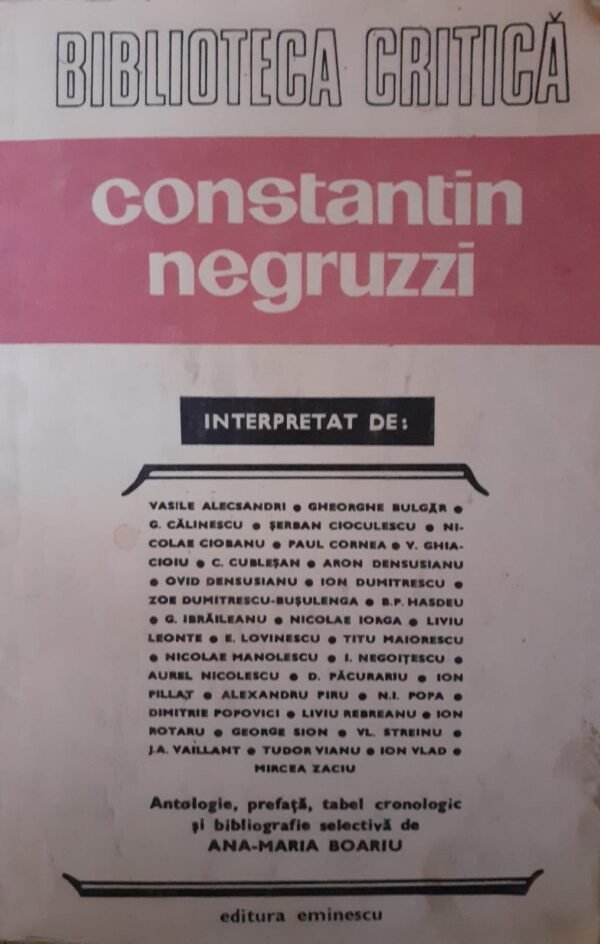 BIBLIOTECA CRITICĂ
constantin
negruzzi
INTERPRETAT DE:
VASILE ALECSANDRI • GHEORGHE BULGĂR •
G. CĂLINESCU • ȘERBAN CIOCULESCU • NI-
COLAE CIOBANU • PAUL CORNEA • V. GHIA-
CIOIU • C. CUBLEȘAN • ARON DENSUSIANU
• OVID DENSUSIANU • ION DUMITRESCU •
ZOE DUMITRESCU-BUȘULENGA • B.P. HASDEU
• G. IBRĂILEANU • NICOLAE IORGA • LIVIU
LEONTE • E. LOVINESCU • TITU MAIORESCU
• NICOLAE MANOLESCU • I. NEGOIȚESCU •
AUREL NICOLESCU • D. PĂCURARIU • ION
PILLAT • ALEXANDRU PIRU • N.I. POPA •
DIMITRIE POPOVICI • LIVIU REBREANU • ION
ROTARU • GEORGE SION • VL. STREINU •
J.A. VAILLANT • TUDOR VIANU • ION VLAD •
MIRCEA ZACIU
Antologie, prefață, tabel cronologic
și bibliografie selectivă de
ANA-MARIA BOARIU
editura eminescu